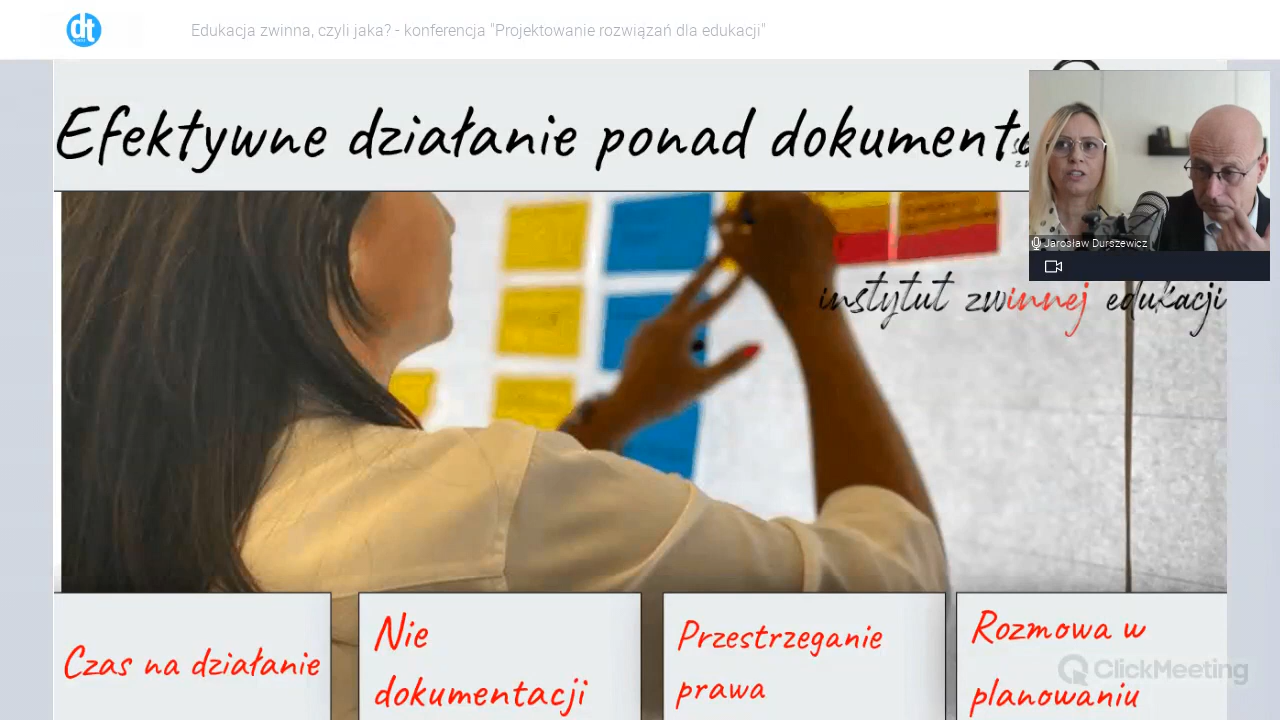 dt
Edukacja zwinna, czyli jaka? - konferencja "Projektowanie rozwiązań dla edukacji"
Efektywne działanie ponad
Jarosław Durszewicz
instytut zwinnej edukacji
Czas na działanie
Nie
dokumentacji
Przestrzeganie
prawa
Rozmowa w
planowaniu
ClickMeeting